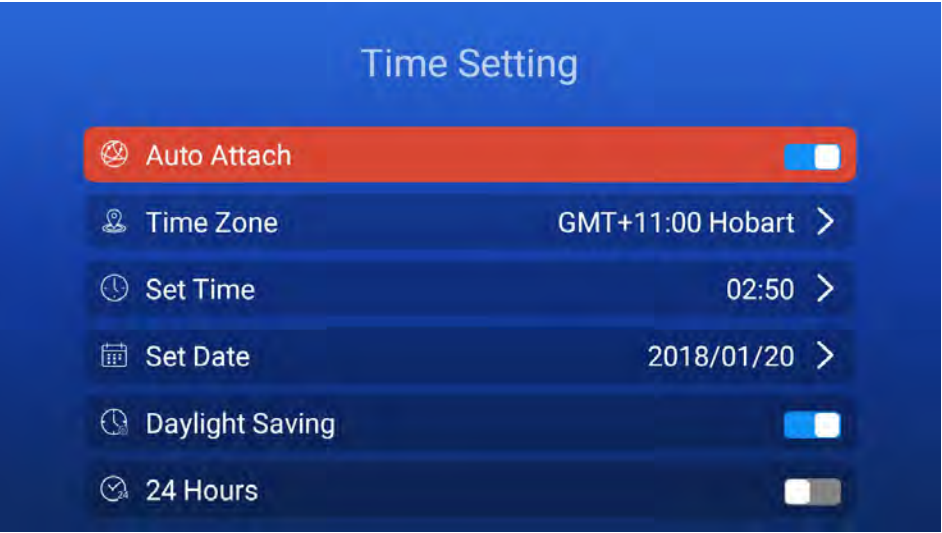 Time Setting
Auto Attach
Time Zone GMT+11:00 Hobart
Set Time 02:50
Set Date 2018/01/20
Daylight Saving
24 Hours